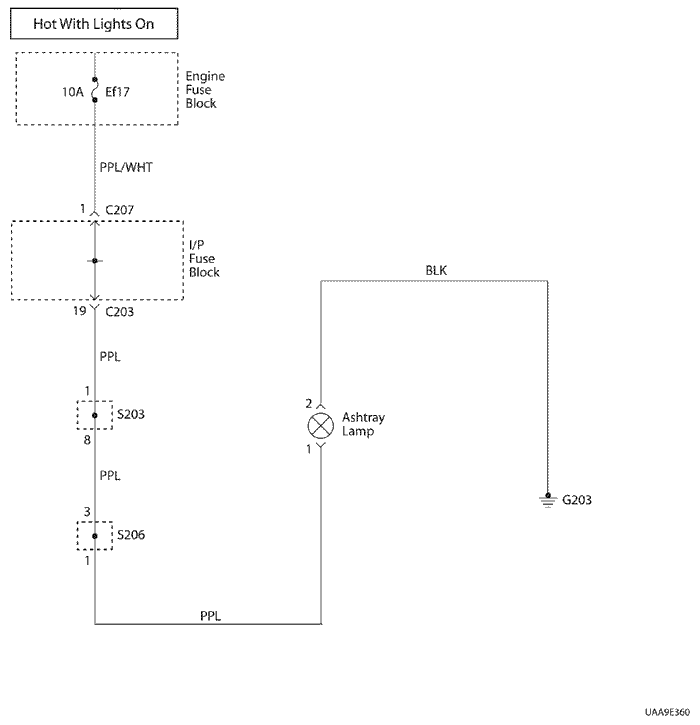 Hot With Lights On
10A Ef17
Engine
Fuse
Block
PPL/WHT
1 C207
I/P
Fuse
Block
19 C203
PPL
1
S203
8
PPL
3
S206
1
PPL
BLK
2
Ashtray
Lamp
1
G203
UAA9E360